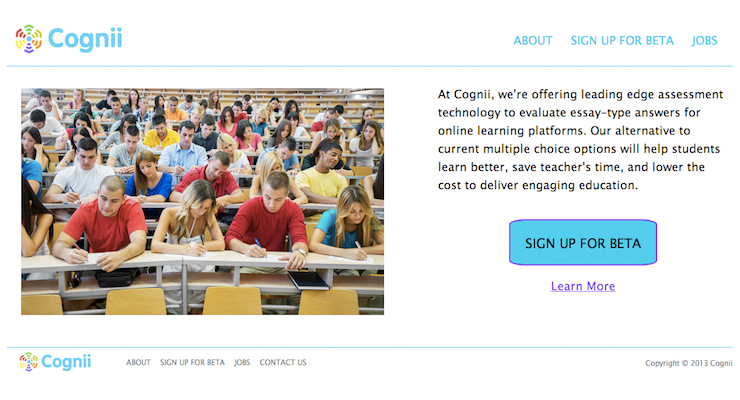 Cognii
ABOUT SIGN UP FOR BETA JOBS
At Cognii, we're offering leading edge assessment
technology to evaluate essay-type answers for
online learning platforms. Our alternative to
current multiple choice options will help students
learn better, save teacher's time, and lower the
cost to deliver engaging education.
SIGN UP FOR BETA
Learn More
Cognii
ABOUT SIGN UP FOR BETA JOBS CONTACT US
Copyright © 2013 Cognii